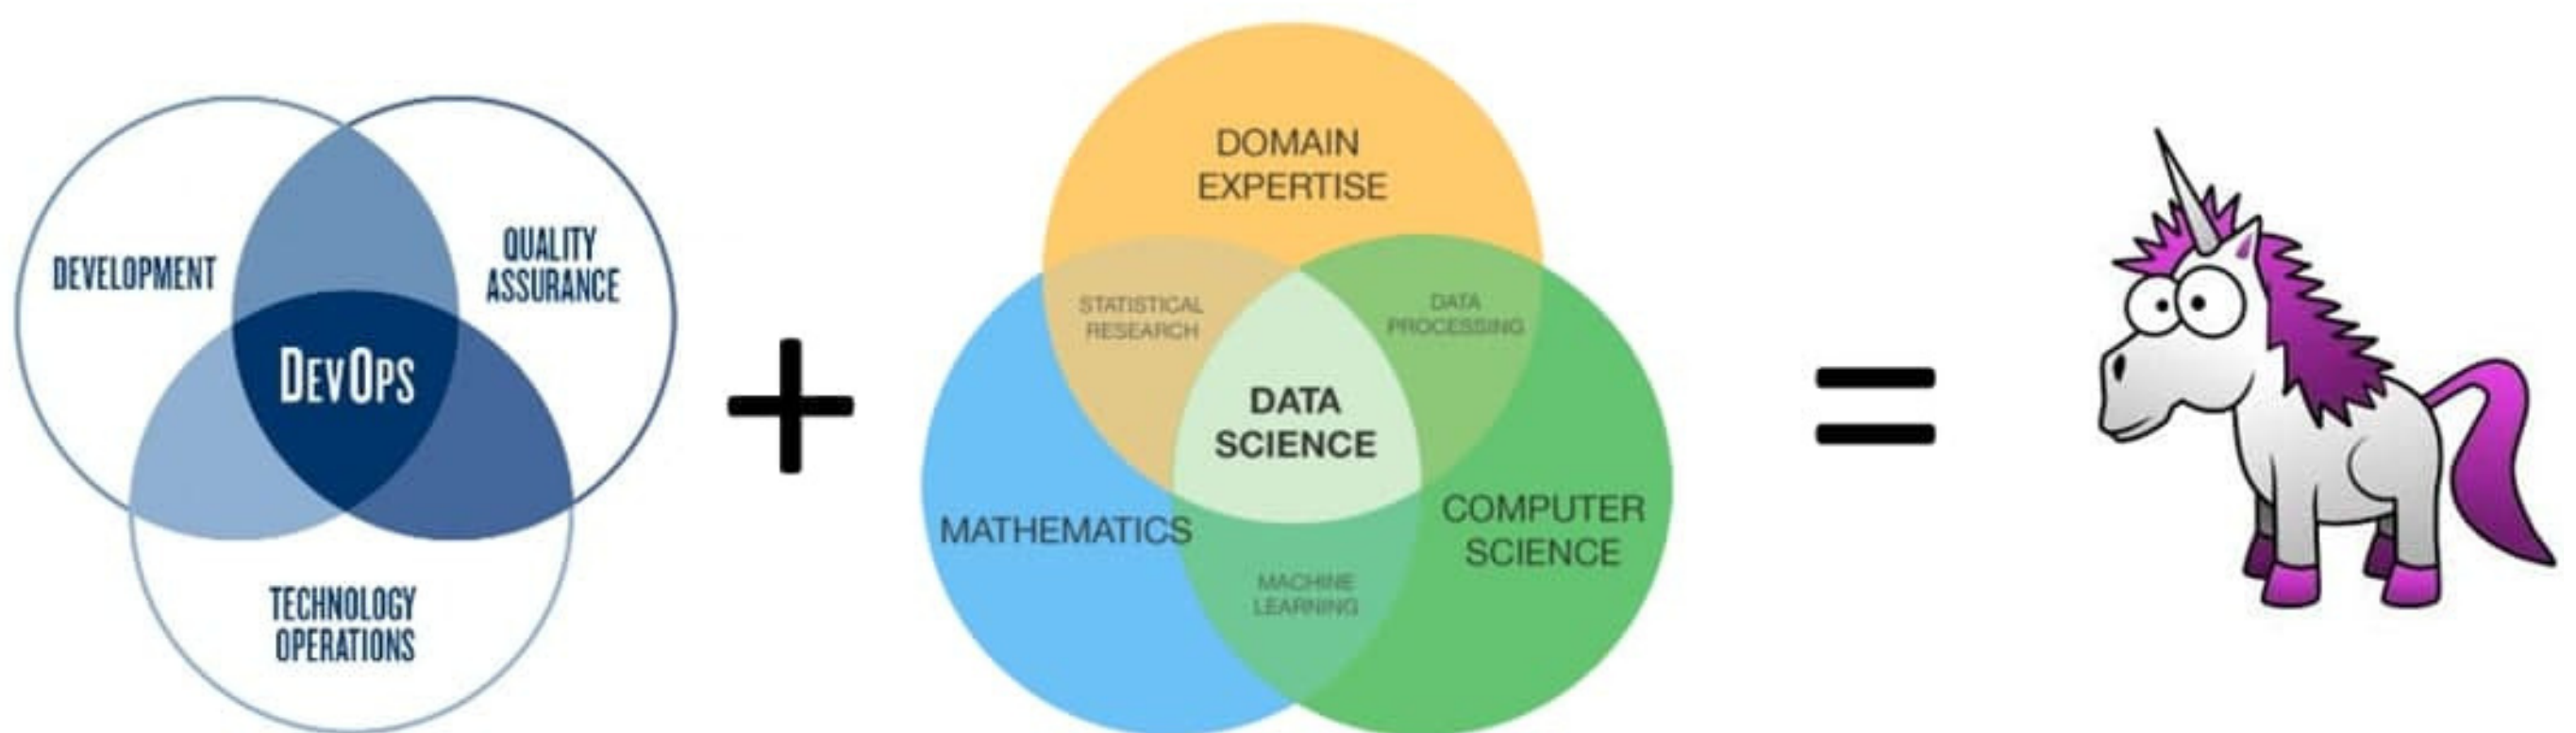 DEVELOPMENT
QUALITY
ASSURANCE
DEVOPS
TECHNOLOGY
OPERATIONS
+
DOMAIN
EXPERTISE
STATISTICAL
RESEARCH
DATA
PROCESSING
DATA
SCIENCE
MATHEMATICS
COMPUTER
SCIENCE
MACHINE
LEARNING
=